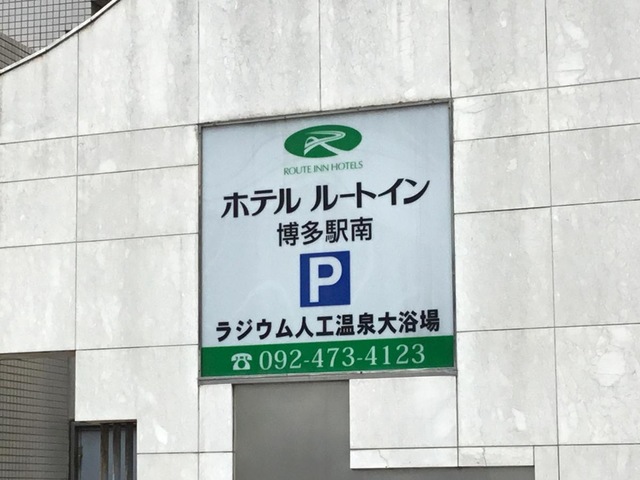 ROUTE INN HOTELS
ホテル ルートイン
博多駅南
P
ラジウム人工温泉大浴場
☎092-473-4123